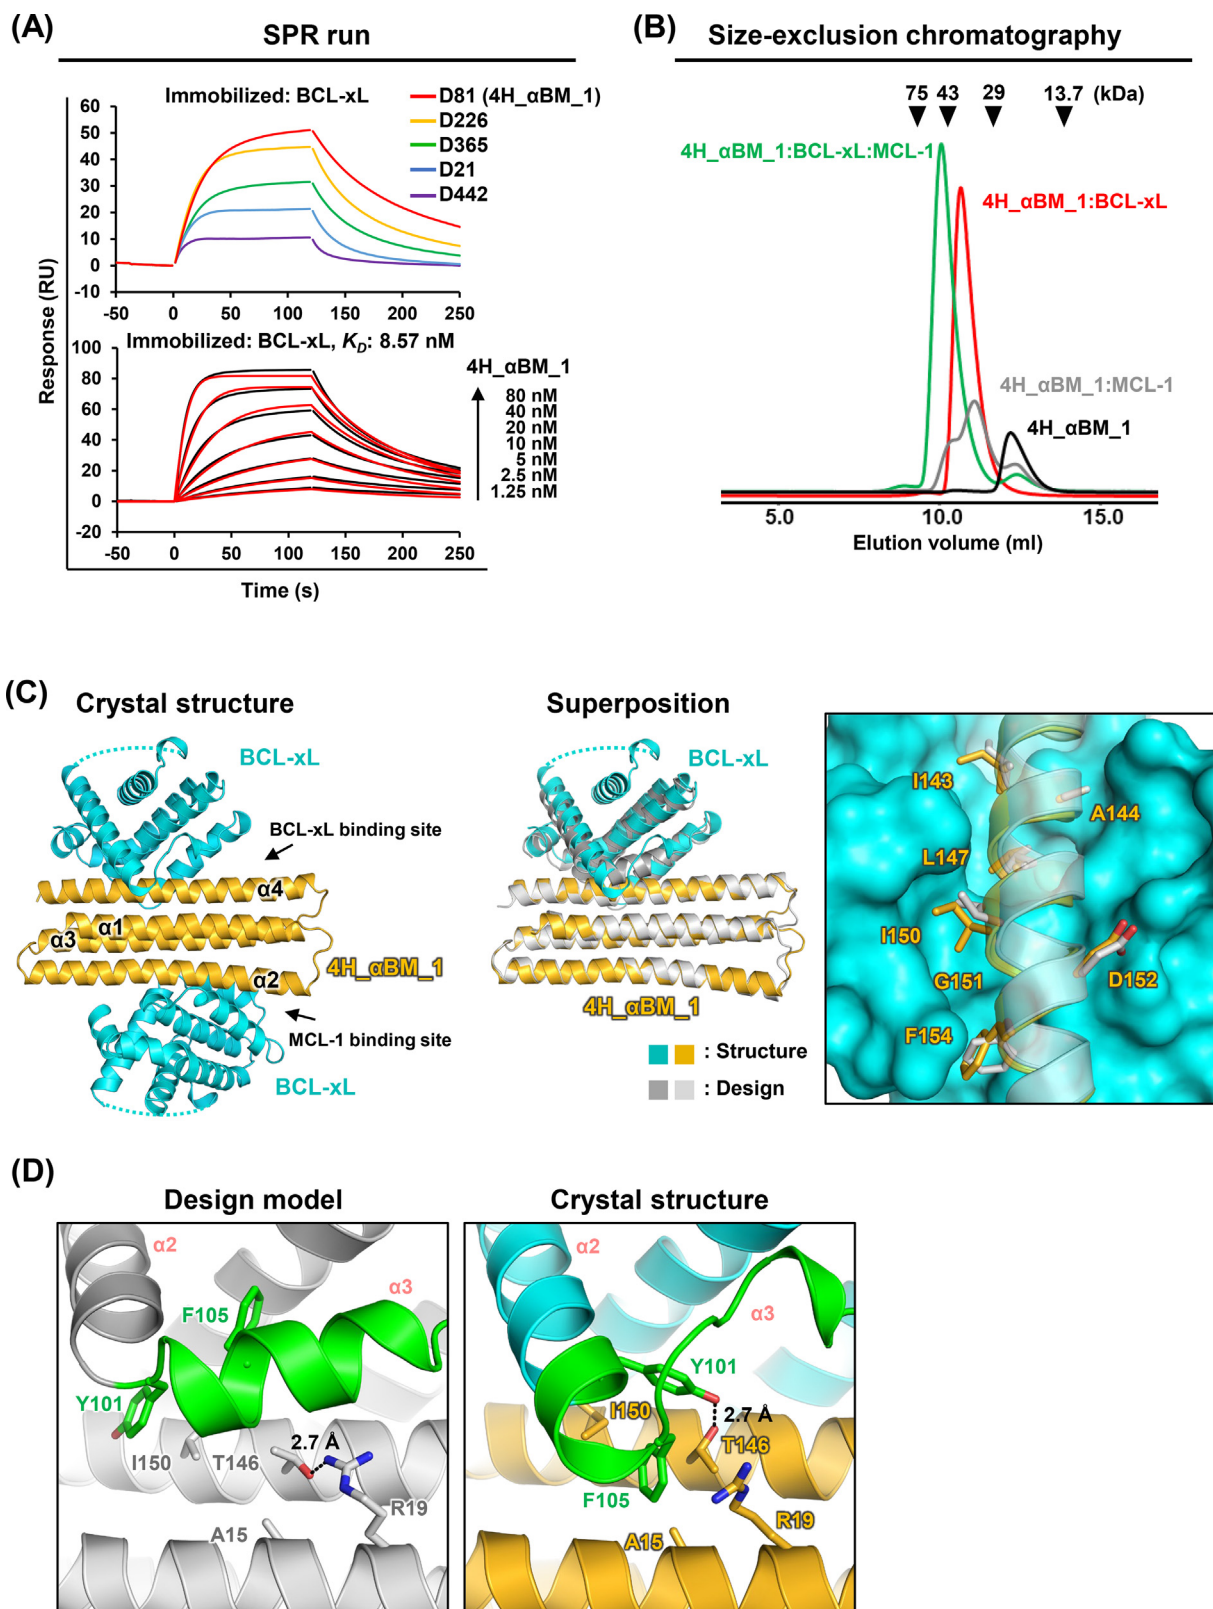 (A)
SPR run
Immobilized: BCL-xL
D81 (4H_αBM_1)
D226
D365
D21
D442
60
50
40
30
20
10
0
-10
-50 0 50 100 150 200 250
Immobilized: BCL-xL, KD: 8.57 nM
4H_αBM_1
80 nM
40 nM
20 nM
10 nM
5 nM
2.5 nM
1.25 nM
100
80
60
40
20
0
-20
-50 0 50 100 150 200 250
Response (RU)
Time (s)
(B)
Size-exclusion chromatography
75 43 29 13.7 (kDa)
4H_αBM_1:BCL-xL:MCL-1
4H_αBM_1:BCL-xL
4H_αBM_1:MCL-1
4H_αBM_1
5.0 10.0 15.0
Elution volume (ml)
(C)
Crystal structure
BCL-xL
BCL-xL binding site
α4
α1
α3
4H_αBM_1
α2
MCL-1 binding site
BCL-xL
Superposition
BCL-xL
4H_αBM_1
: Structure
: Design
I143
A144
L147
I150
G151
D152
F154
(D)
Design model
α2
α3
F105
Y101
2.7 Å
I150
T146
R19
A15
Crystal structure
α2
α3
Y101
I150
2.7 Å
T146
F105
R19
A15